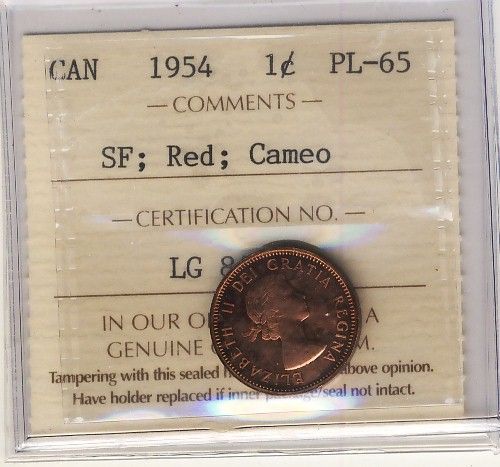 CAN 1954 1¢ PL-65
— COMMENTS —
SF; Red; Cameo
— CERTIFICATION NO. —
LG
IN OUR A
GENUINE
Tampering with this sealed above opinion.
Have holder replaced if inner package/seal not intact.
ELIZABETH II DEI GRATIA REGINA